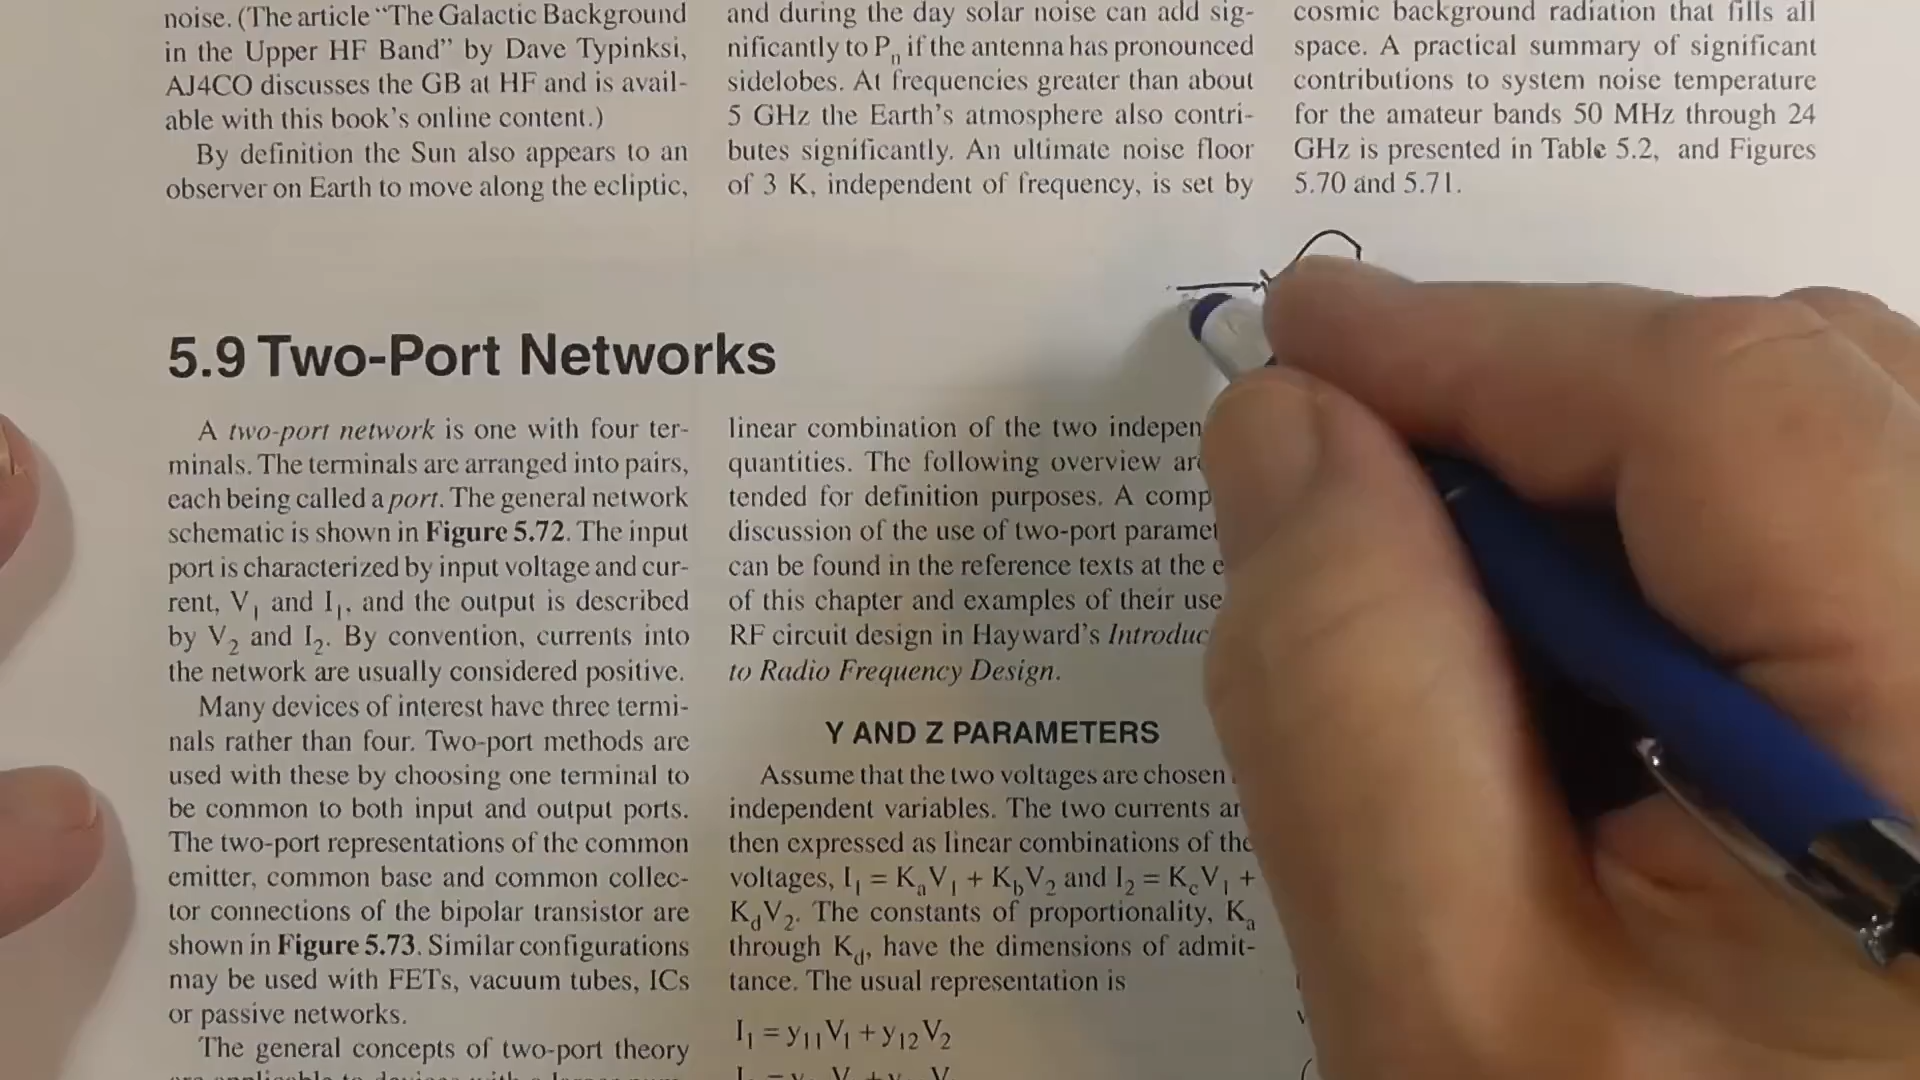 noise. (The article “The Galactic Background
in the Upper HF Band” by Dave Typinksi,
AJ4CO discusses the GB at HF and is avail-
able with this book’s online content.)
By definition the Sun also appears to an
observer on Earth to move along the ecliptic,
and during the day solar noise can add sig-
nificantly to Pn if the antenna has pronounced
sidelobes. At frequencies greater than about
5 GHz the Earth’s atmosphere also contri-
butes significantly. An ultimate noise floor
of 3 K, independent of frequency, is set by
cosmic background radiation that fills all
space. A practical summary of significant
contributions to system noise temperature
for the amateur bands 50 MHz through 24
GHz is presented in Table 5.2, and Figures
5.70 and 5.71.
5.9 Two-Port Networks
A two-port network is one with four ter-
minals. The terminals are arranged into pairs,
each being called a port. The general network
schematic is shown in Figure 5.72. The input
port is characterized by input voltage and cur-
rent, V1 and I1, and the output is described
by V2 and I2. By convention, currents into
the network are usually considered positive.
Many devices of interest have three termi-
nals rather than four. Two-port methods are
used with these by choosing one terminal to
be common to both input and output ports.
The two-port representations of the common
emitter, common base and common collec-
tor connections of the bipolar transistor are
shown in Figure 5.73. Similar configurations
may be used with FETs, vacuum tubes, ICs
or passive networks.
The general concepts of two-port theory
linear combination of the two indepen
quantities. The following overview are
tended for definition purposes. A comp
discussion of the use of two-port paramet
can be found in the reference texts at the e
of this chapter and examples of their use
RF circuit design in Hayward’s Introduc
to Radio Frequency Design.
Y AND Z PARAMETERS
Assume that the two voltages are chosen
independent variables. The two currents ar
then expressed as linear combinations of the
voltages, I1 = KaV1 + KbV2 and I2 = KcV1 +
KdV2. The constants of proportionality, Ka
through Kd, have the dimensions of admit-
tance. The usual representation is
I1 = y11V1 + y12V2